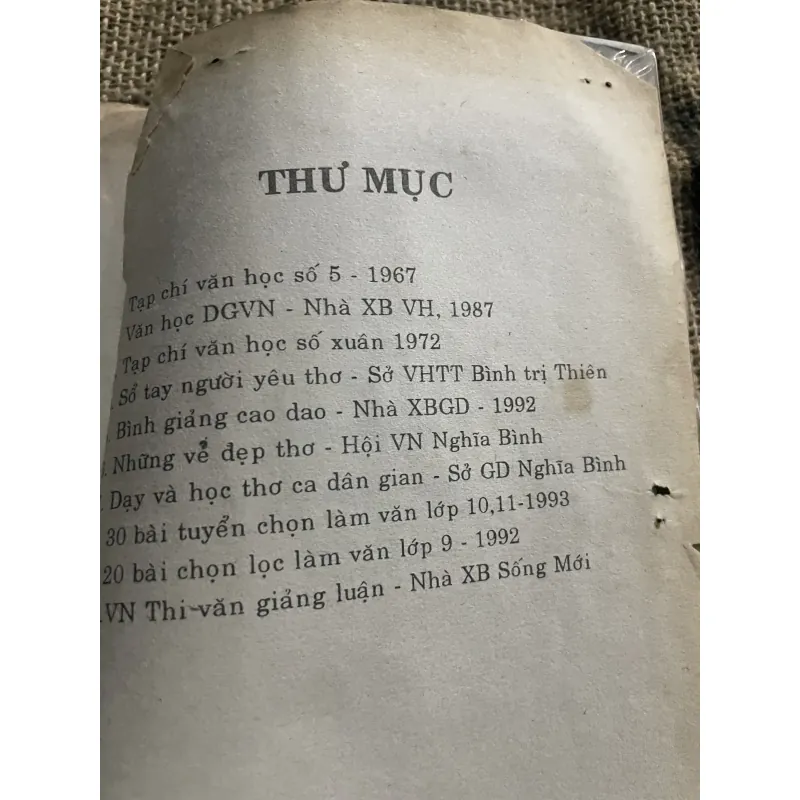 THƯ MỤC
Tạp chí văn học số 5 - 1967
Văn học DGVN - Nhà XB VH, 1987
Tạp chí văn học số xuân 1972
. Sổ tay người yêu thơ - Sở VHTT Bình trị Thiên
. Bình giảng cao dao - Nhà XBGD - 1992
. Những vẻ đẹp thơ - Hội VN Nghĩa Bình
. Dạy và học thơ ca dân gian - Sở GD Nghĩa Bình
30 bài tuyển chọn làm văn lớp 10,11-1993
20 bài chọn lọc làm văn lớp 9 - 1992
.VN Thi-văn giảng luận - Nhà XB Sống Mới